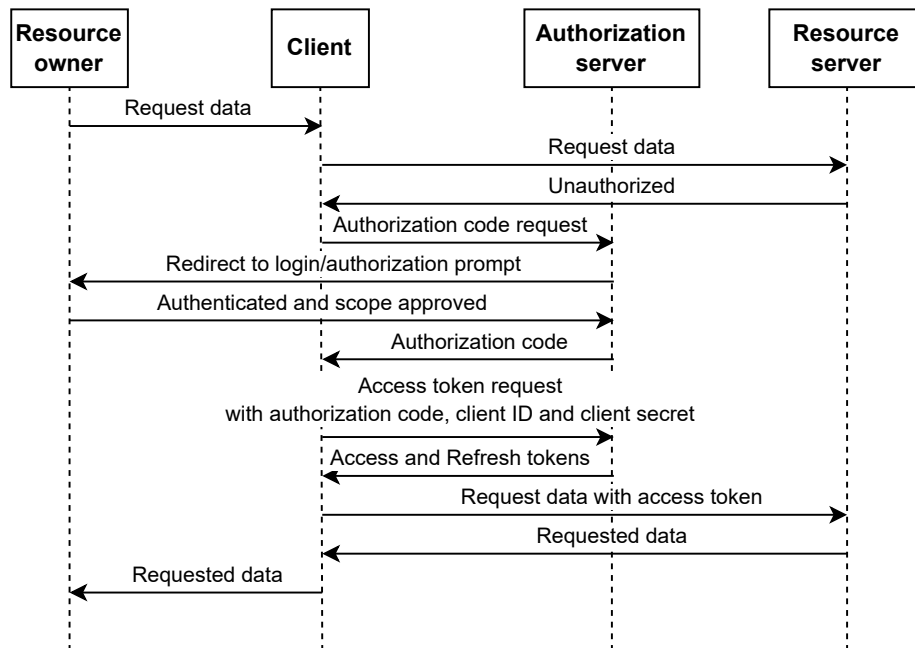 Resource
owner
Client
Authorization
server
Resource
server
Request data
Request data
Unauthorized
Authorization code request
Redirect to login/authorization prompt
Authenticated and scope approved
Authorization code
Access token request
with authorization code, client ID and client secret
Access and Refresh tokens
Request data with access token
Requested data
Requested data